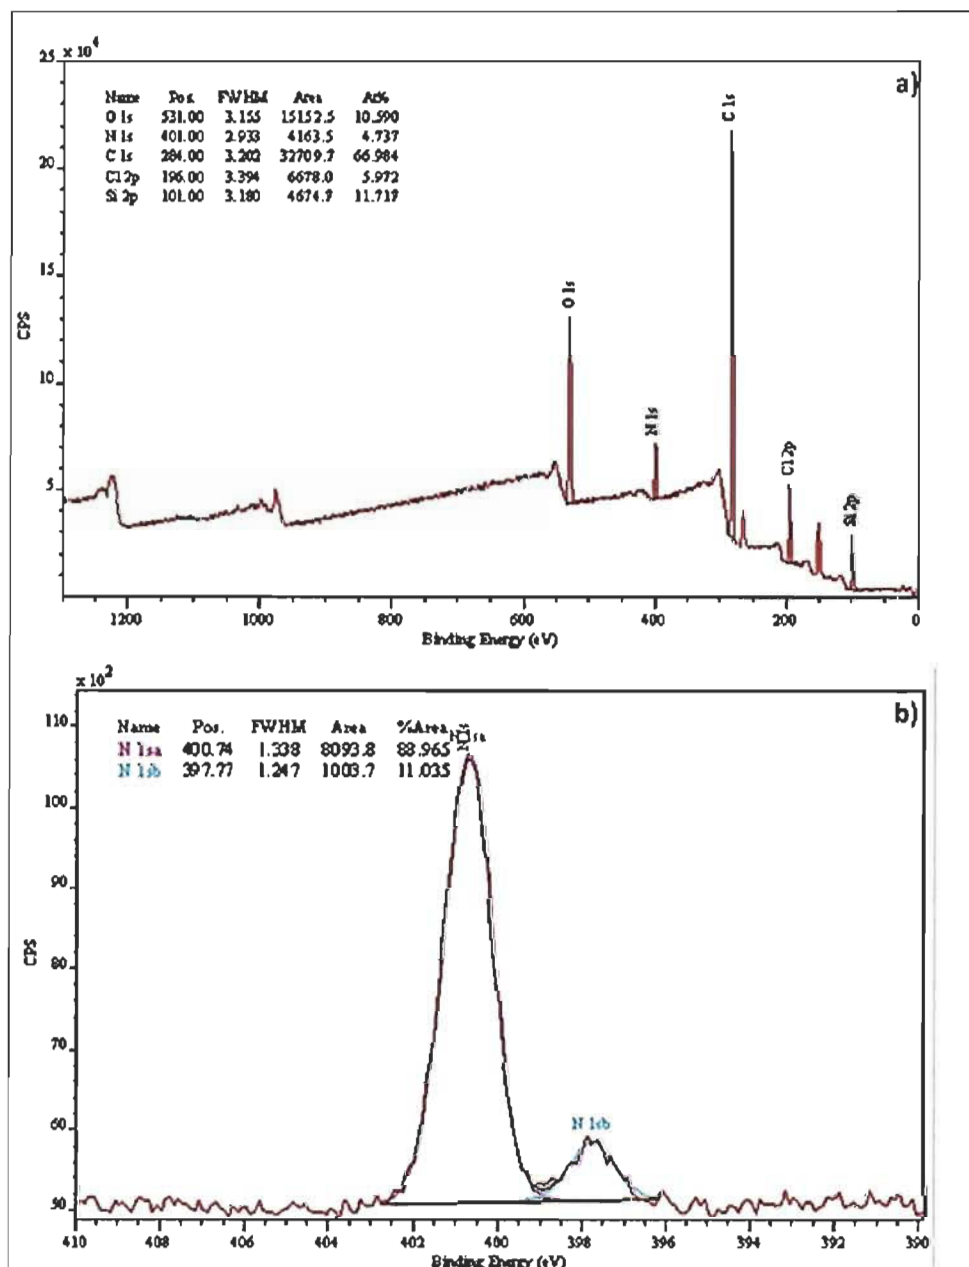 a)
25 x 10^4
Name Pos. FWHM Area At%
O 1s 531.00 3.155 15152.5 10.590
N 1s 401.00 2.933 4163.5 4.737
C 1s 284.00 3.202 32709.7 66.984
Cl 2p 196.00 3.394 6678.0 5.972
Si 2p 101.00 3.180 4674.7 11.717
20
15
10
5
CPS
O 1s
N 1s
C 1s
Cl 2p
Si 2p
1200 1000 800 600 400 200 0
Binding Energy (eV)
x 10^2
b)
Name Pos. FWHM Area %Area
N 1sa 400.74 1.338 8093.8 88.965
N 1sb 397.77 1.247 1003.7 11.035
110
100
90
80
70
60
50
CPS
N 1sb
410 408 406 404 402 400 398 396 394 392 390
Binding Energy (eV)